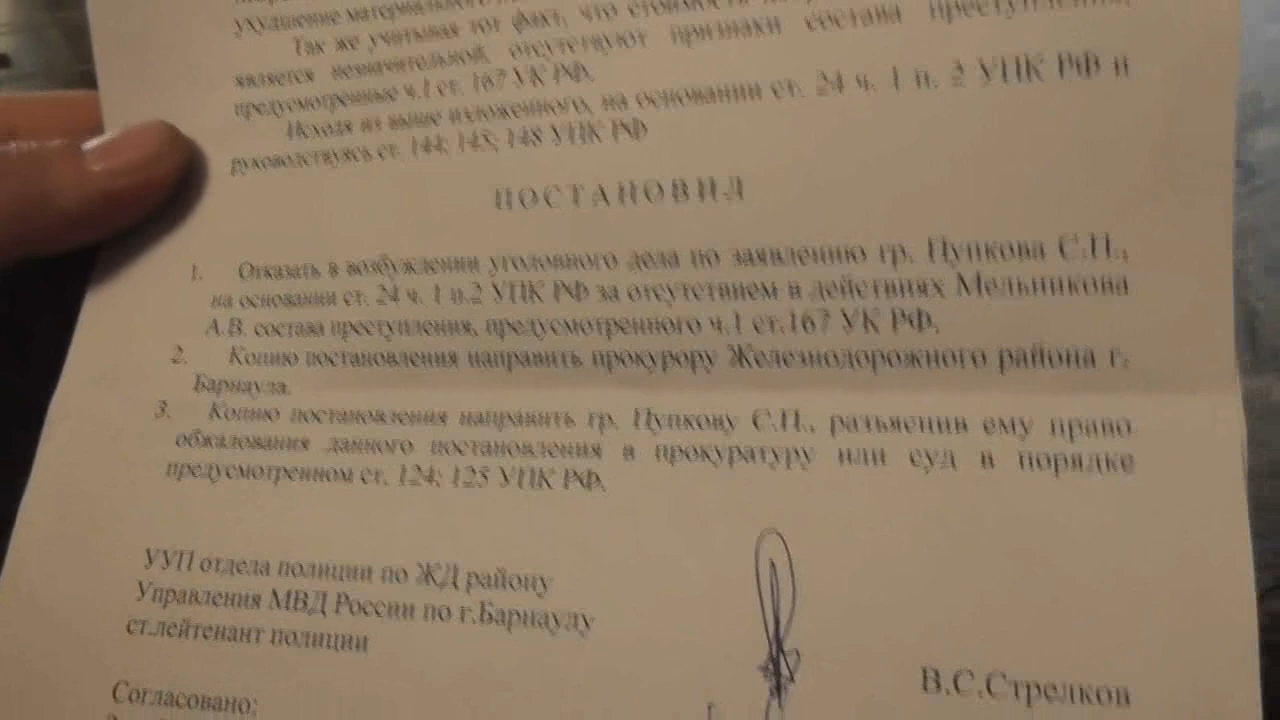 ухудшение материального
Так же учитывая тот факт, что стоимость
является незначительной, отсутствуют признаки состава преступления,
предусмотренные ч.1 ст. 167 УК РФ.
Исходя из выше изложенного, на основании ст. 24 ч. 1 п. 2 УПК РФ и
руководствуясь ст. 144; 145; 148 УПК РФ
ПОСТАНОВИЛ
1. Отказать в возбуждении уголовного дела по заявлению гр. Пупкова С.П.,
на основании ст. 24 ч. 1 п.2 УПК РФ за отсутствием в действиях Мельникова
А.В. состава преступления, предусмотренного ч.1 ст.167 УК РФ.
2. Копию постановления направить прокурору Железнодорожного района г.
Барнаула.
3. Копию постановления направить гр. Пупкову С.П., разъяснив ему право
обжалования данного постановления в прокуратуру или суд в порядке
предусмотренном ст. 124; 125 УПК РФ.
УУП отдела полиции по ЖД району
Управления МВД России по г.Барнаулу
ст.лейтенант полиции
В.С.Стрелков
Согласовано: